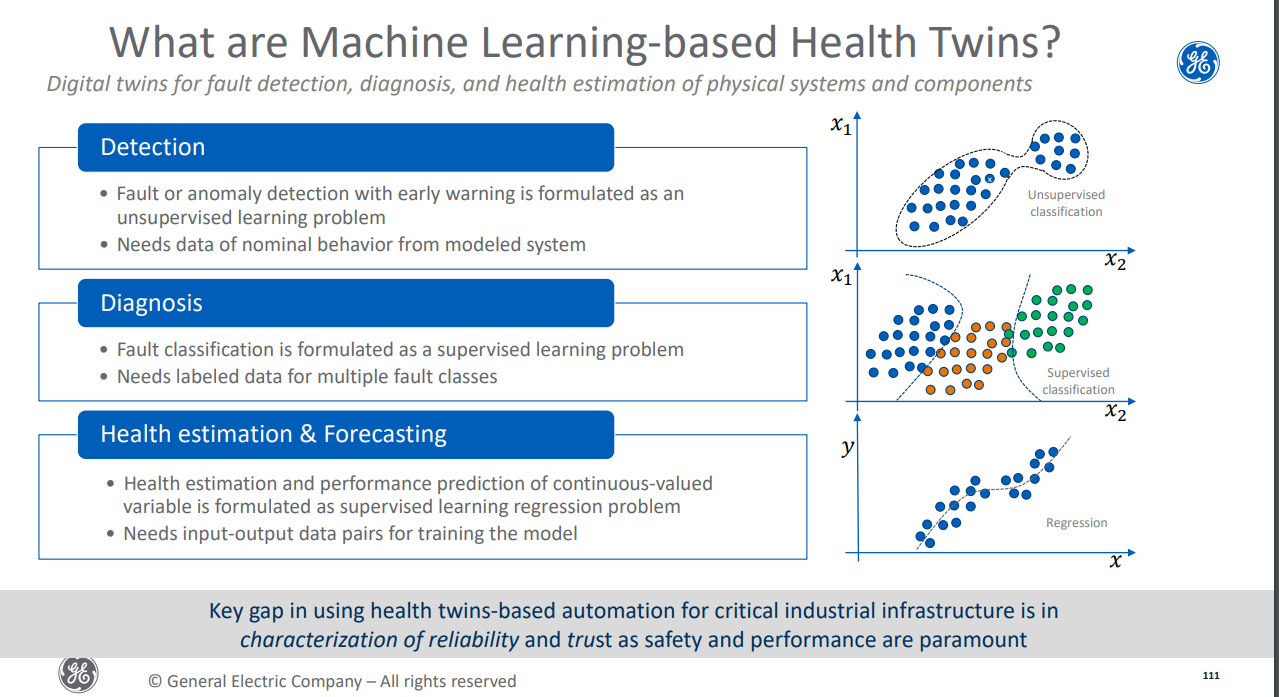 What are Machine Learning-based Health Twins?
Digital twins for fault detection, diagnosis, and health estimation of physical systems and components
Detection
• Fault or anomaly detection with early warning is formulated as an
unsupervised learning problem
• Needs data of nominal behavior from modeled system
x₁
x
Unsupervised
classification
x₂
Diagnosis
• Fault classification is formulated as a supervised learning problem
• Needs labeled data for multiple fault classes
x₁
Supervised
classification
x₂
Health estimation & Forecasting
• Health estimation and performance prediction of continuous-valued
variable is formulated as supervised learning regression problem
• Needs input-output data pairs for training the model
y
Regression
x
Key gap in using health twins-based automation for critical industrial infrastructure is in
characterization of reliability and trust as safety and performance are paramount
© General Electric Company – All rights reserved
111